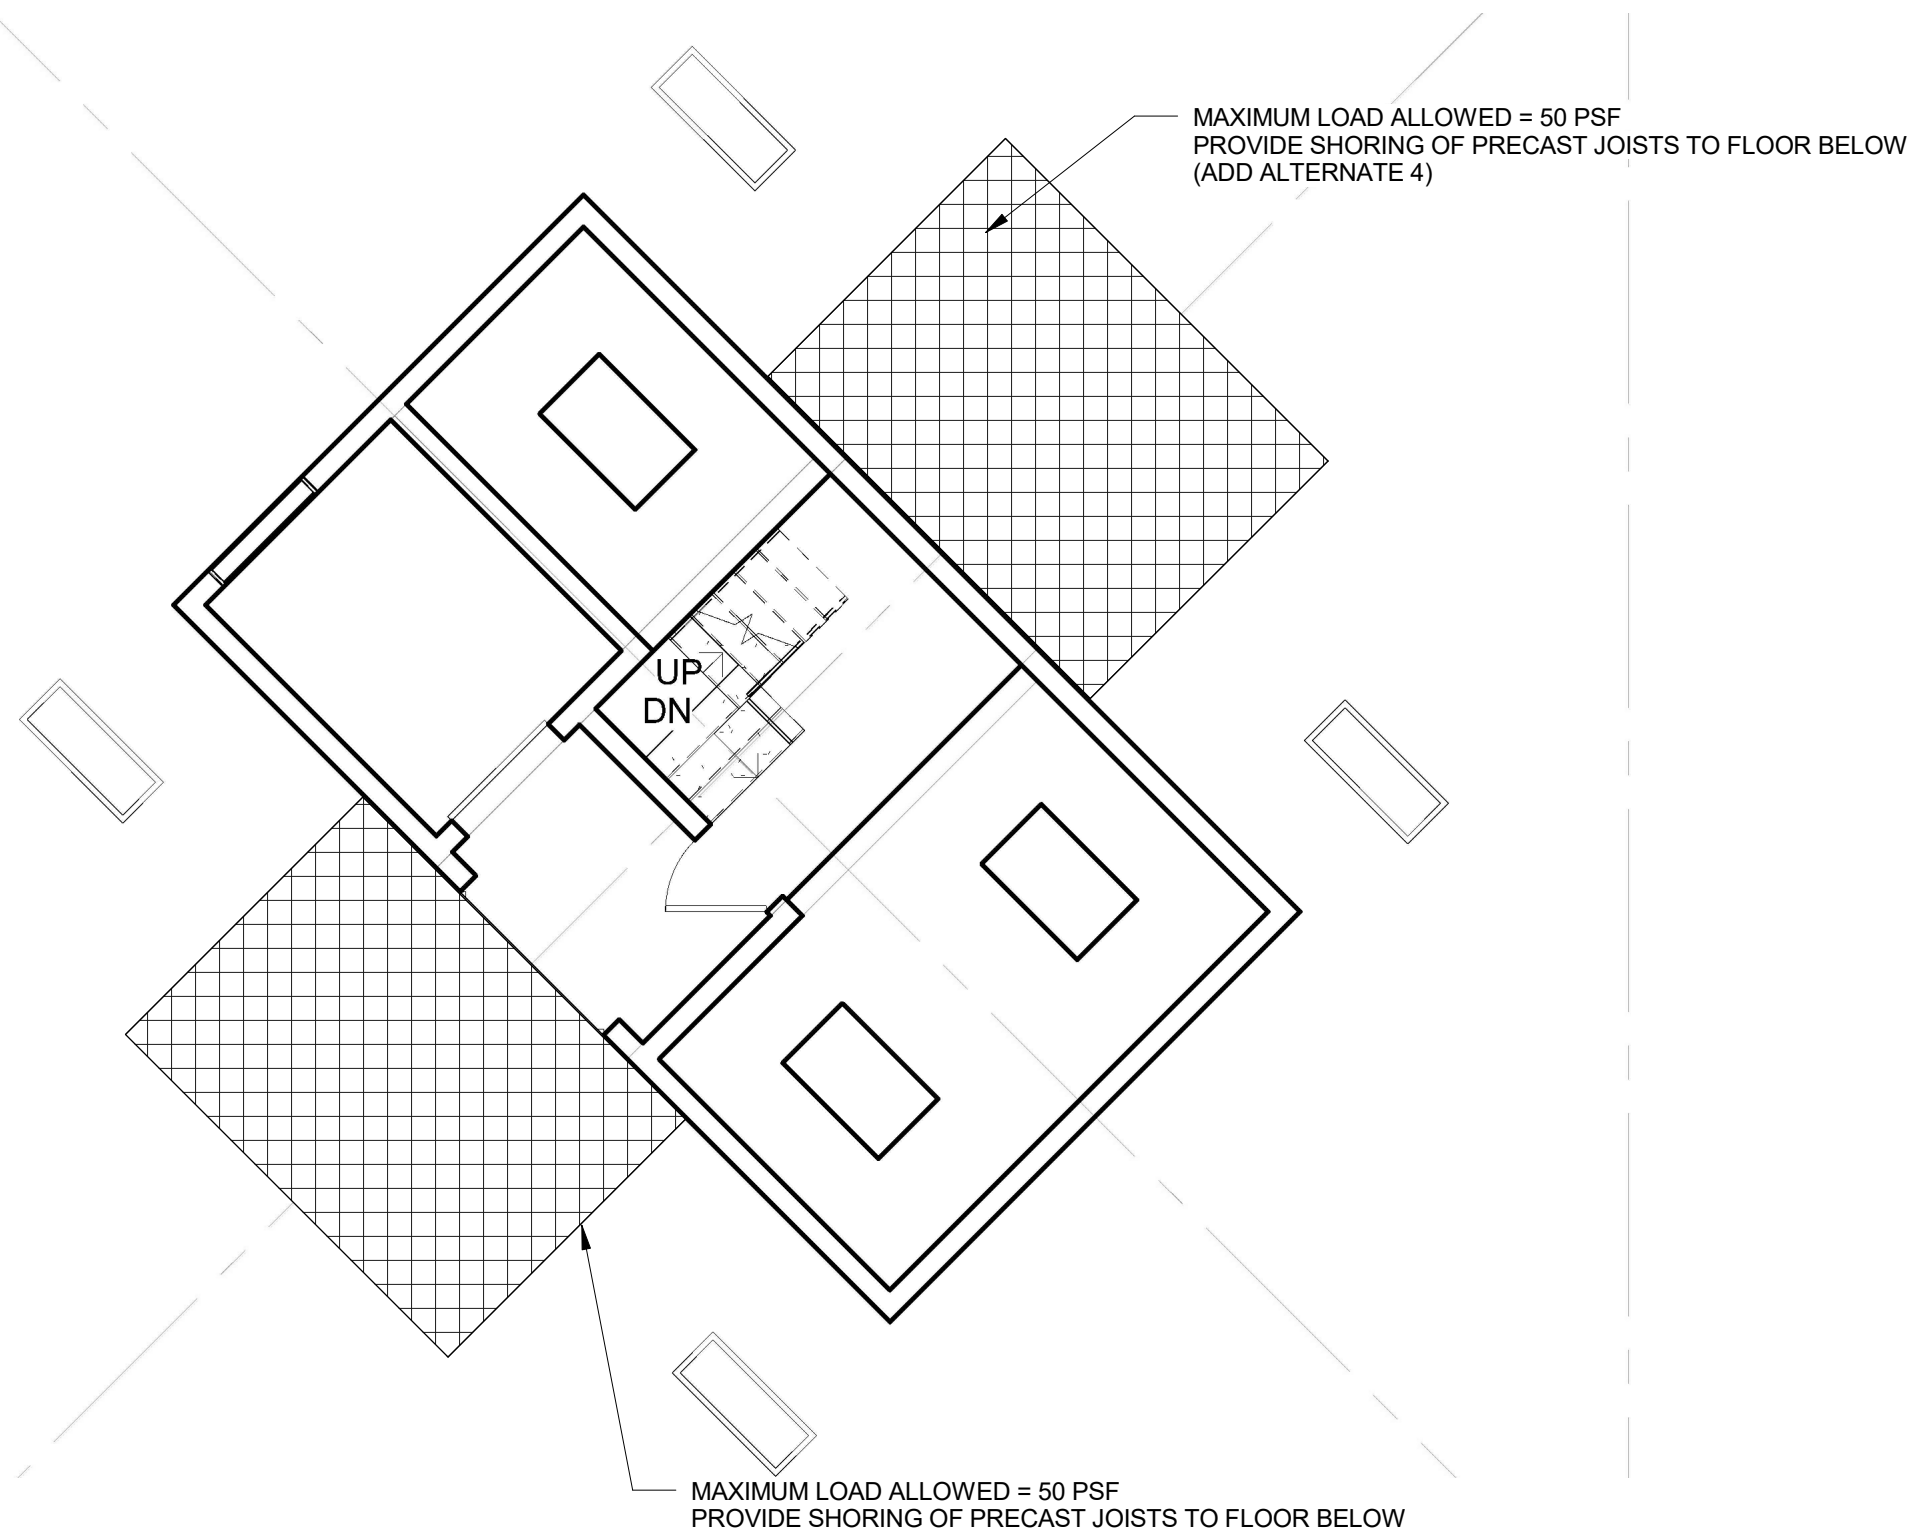 MAXIMUM LOAD ALLOWED = 50 PSF
PROVIDE SHORING OF PRECAST JOISTS TO FLOOR BELOW
(ADD ALTERNATE 4)
UP
DN
MAXIMUM LOAD ALLOWED = 50 PSF
PROVIDE SHORING OF PRECAST JOISTS TO FLOOR BELOW